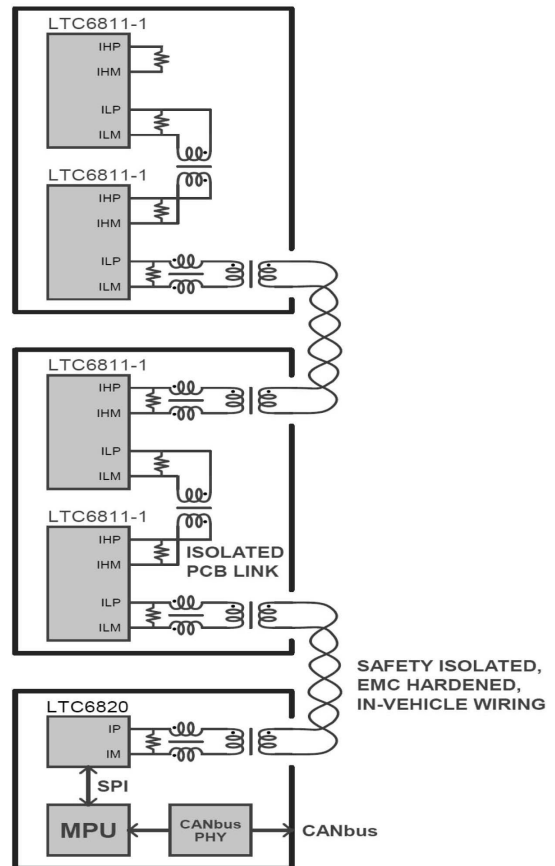 LTC6811-1
IHP
IHM
ILP
ILM
LTC6811-1
IHP
IHM
ILP
ILM
LTC6811-1
IHP
IHM
ILP
ILM
LTC6811-1
IHP
IHM
ILP
ILM
ISOLATED
PCB LINK
SAFETY ISOLATED,
EMC HARDENED,
IN-VEHICLE WIRING
LTC6820
IP
IM
SPI
MPU
CANbus
PHY
CANbus